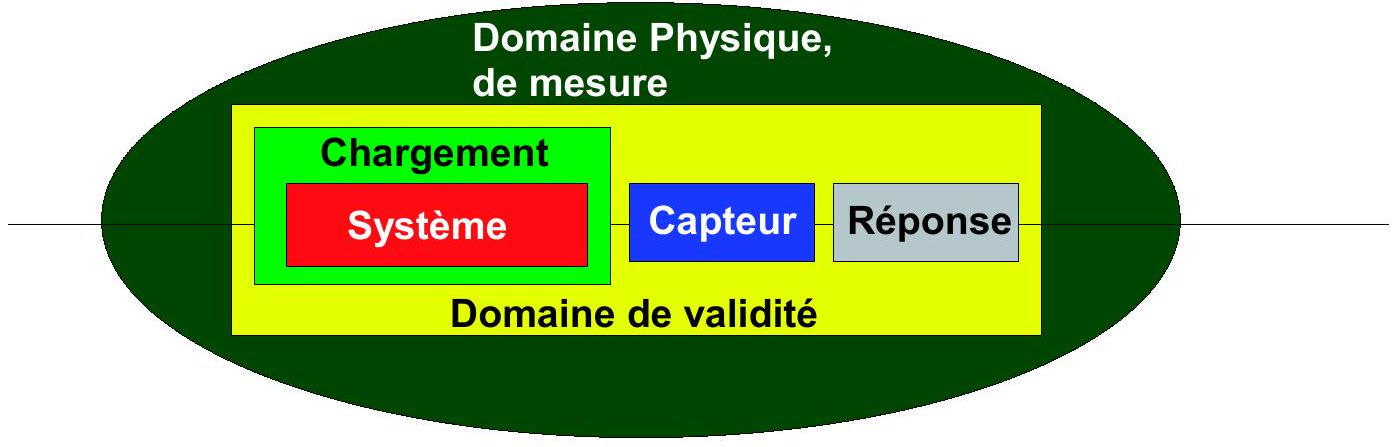 Domaine Physique,
de mesure
Chargement
Système
Capteur
Réponse
Domaine de validité